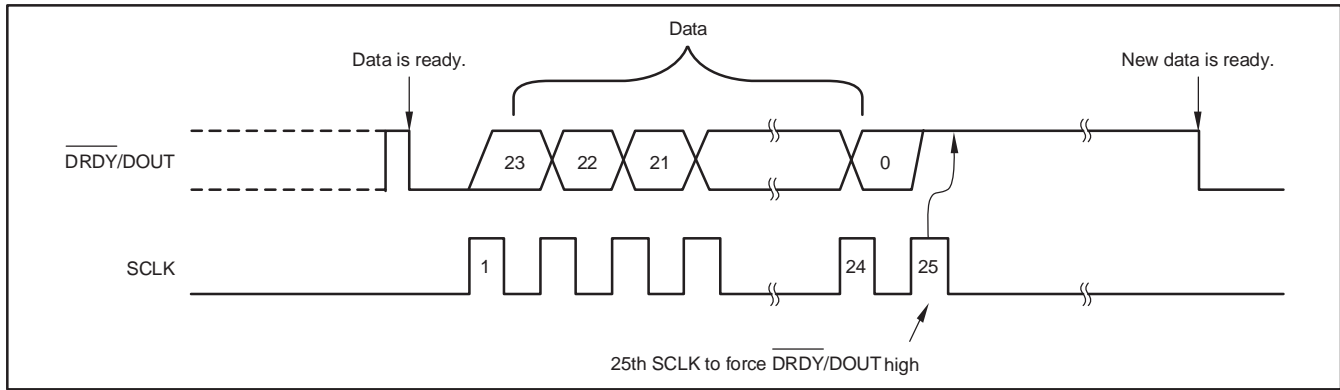 Data
Data is ready.
New data is ready.
DRDY/DOUT
23
22
21
0
SCLK
1
24
25
25th SCLK to force DRDY/DOUT high